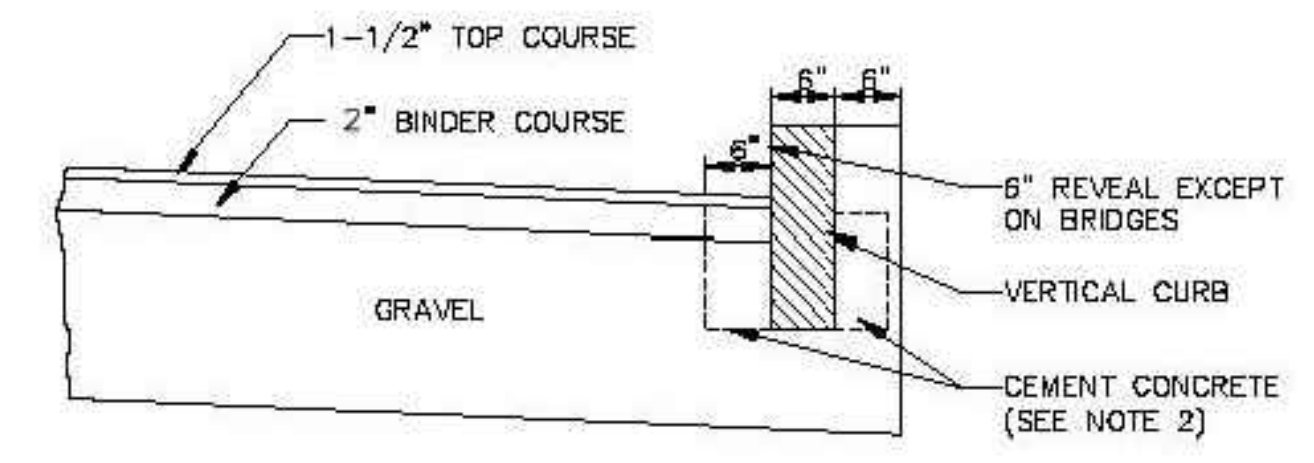 1-1/2" TOP COURSE
6" 6"
2" BINDER COURSE
6"
6" REVEAL EXCEPT
ON BRIDGES
VERTICAL CURB
GRAVEL
CEMENT CONCRETE
(SEE NOTE 2)